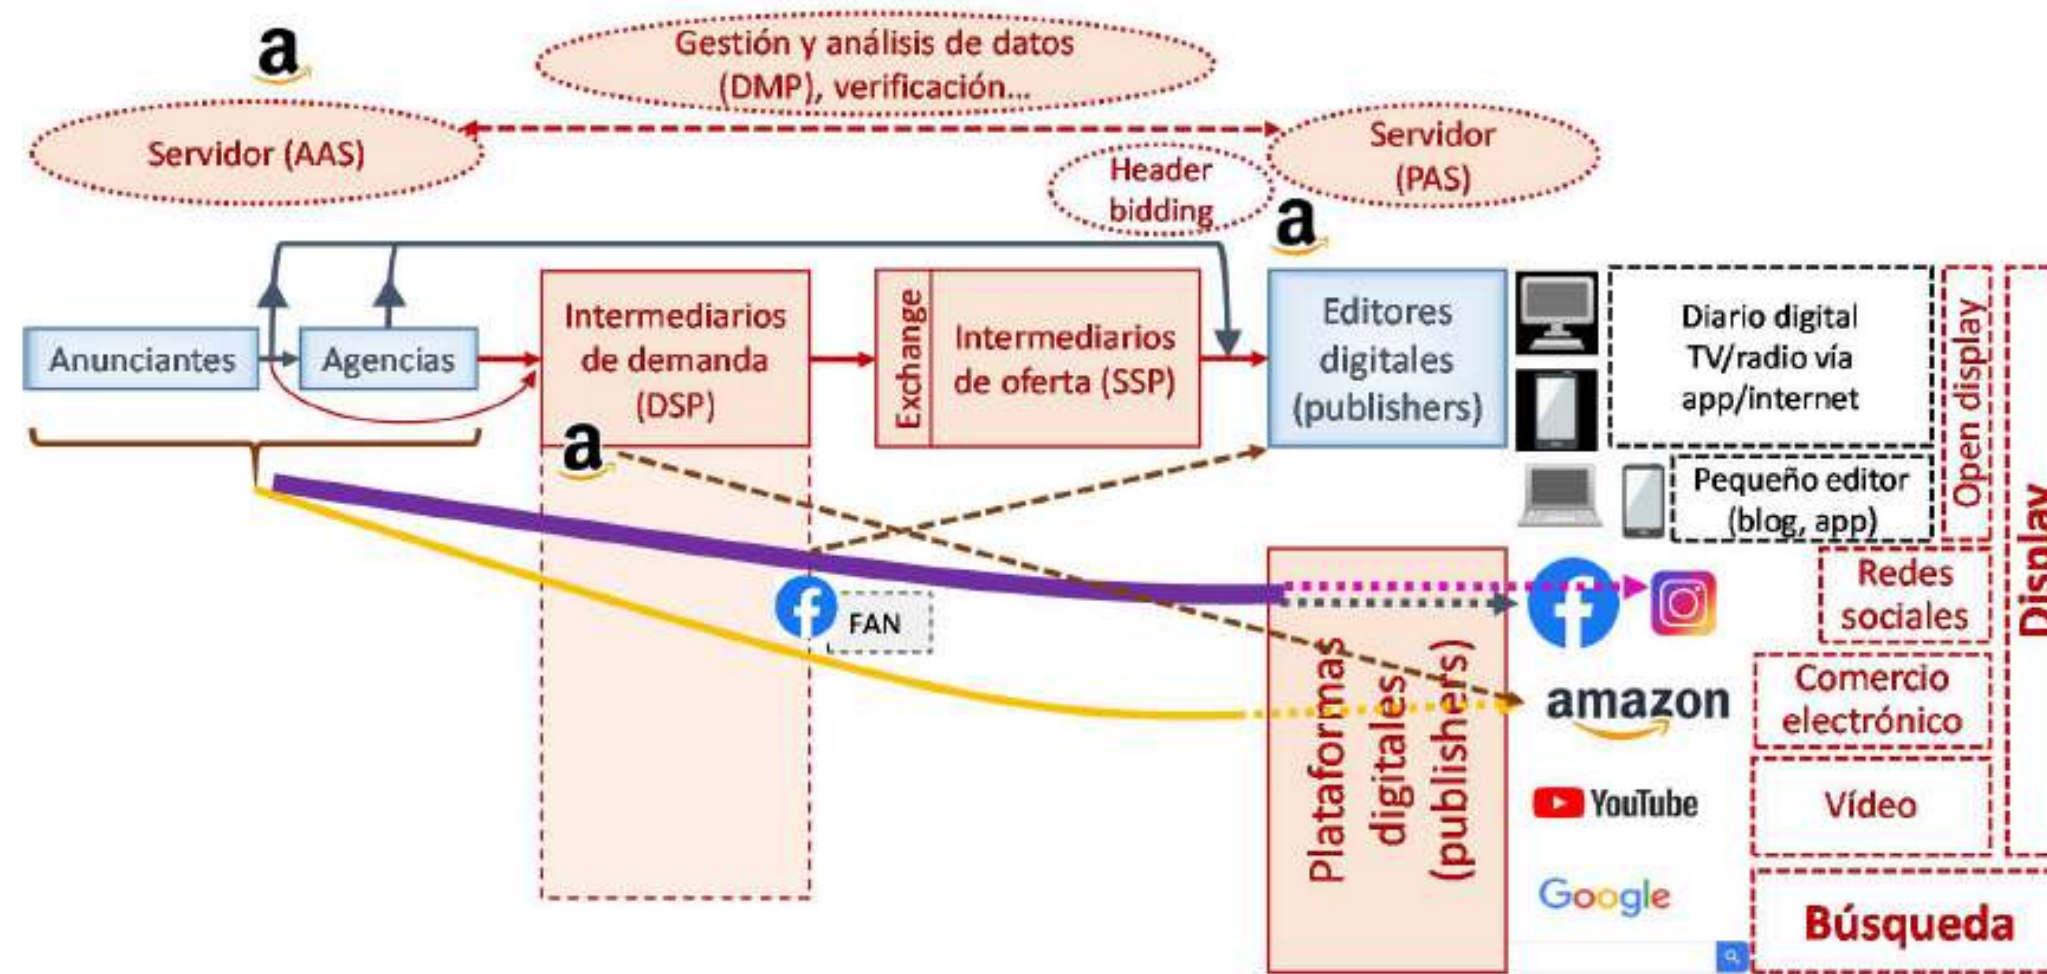 a
Gestión y análisis de datos
(DMP), verificación...
Servidor (AAS)
Servidor
(PAS)
Header
bidding
a
Anunciantes
Agencias
Intermediarios
de demanda
(DSP)
Exchange
Intermediarios
de oferta (SSP)
Editores
digitales
(publishers)
Diario digital
TV/radio vía
app/internet
Open display
Display
a
Pequeño editor
(blog, app)
FAN
Plataformas
digitales
(publishers)
Redes
sociales
amazon
Comercio
electrónico
YouTube
Vídeo
Google
Búsqueda